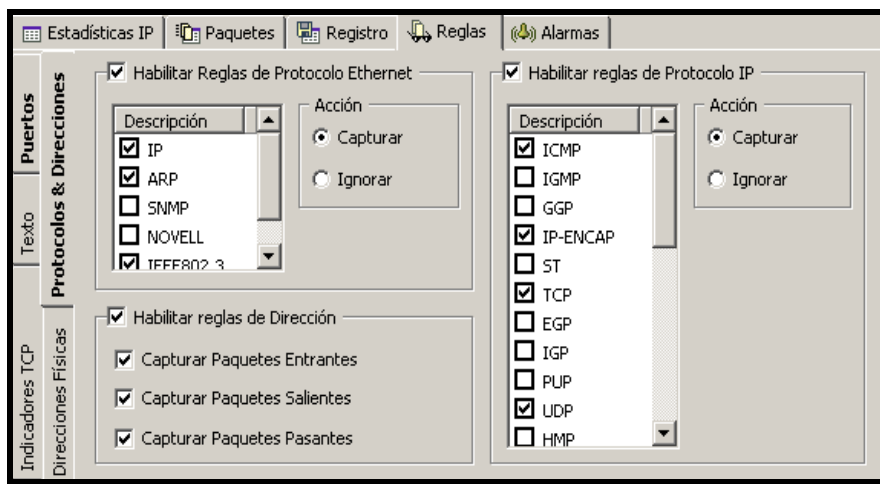 Estadísticas IP
Paquetes
Registro
Reglas
Alarmas
Puertos
Texto
Indicadores TCP
Protocolos & Direcciones
Direcciones Físicas
Habilitar Reglas de Protocolo Ethernet
Descripción
IP
ARP
SNMP
NOVELL
IEEE802.3
Acción
Capturar
Ignorar
Habilitar reglas de Dirección
Capturar Paquetes Entrantes
Capturar Paquetes Salientes
Capturar Paquetes Pasantes
Habilitar reglas de Protocolo IP
Descripción
ICMP
IGMP
GGP
IP-ENCAP
ST
TCP
EGP
IGP
PUP
UDP
HMP
Acción
Capturar
Ignorar